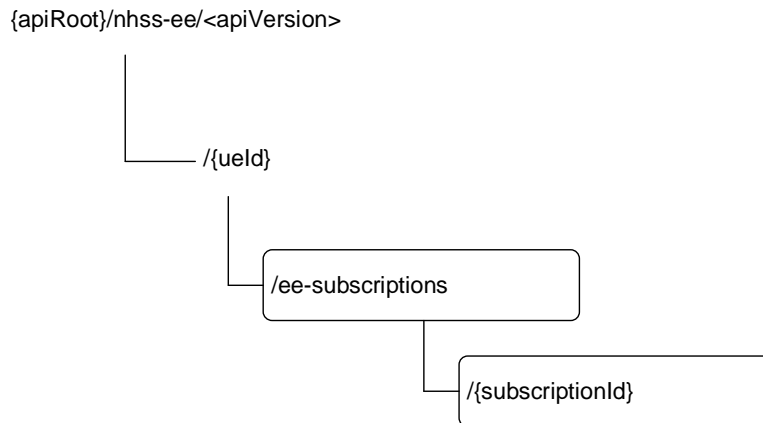 {apiRoot}/nhss-ee/<apiVersion>
/{ueId}
/ee-subscriptions
/{subscriptionId}